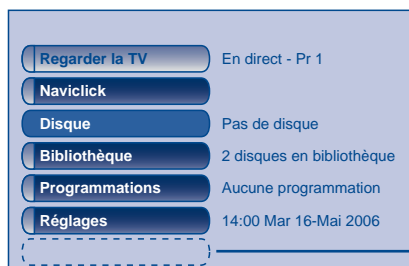 Regarder la TV En direct - Pr 1
Naviclick
Disque Pas de disque
Bibliothèque 2 disques en bibliothèque
Programmations Aucune programmation
Réglages 14:00 Mar 16-Mai 2006